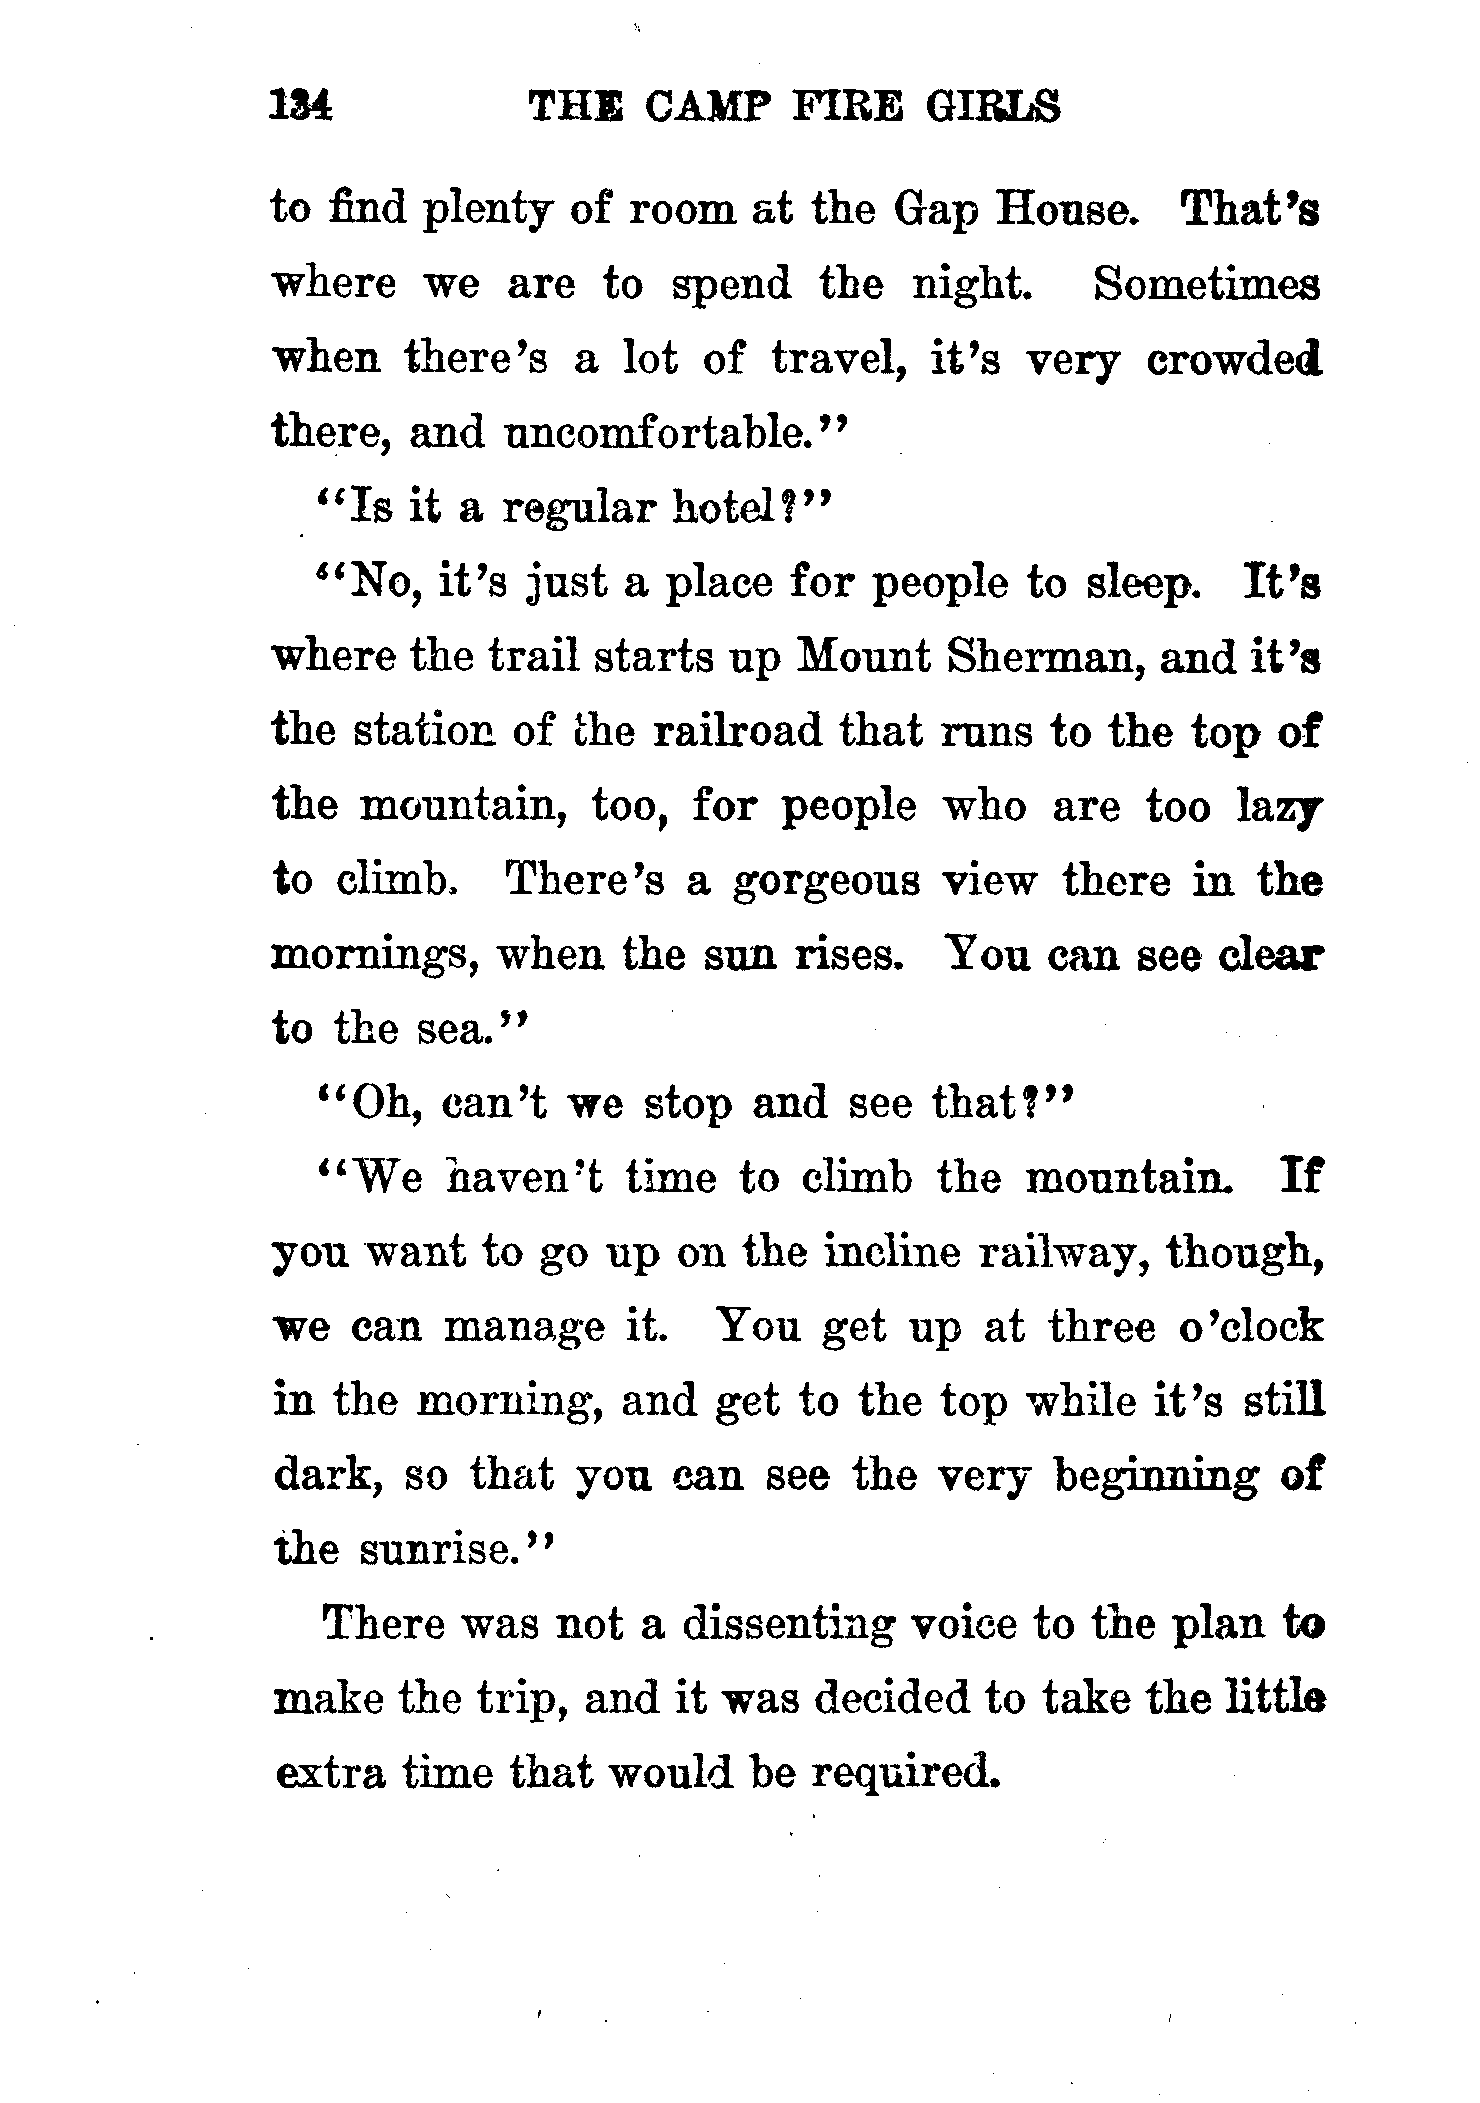 134 THE CAMP FIRE GIRLS
to find plenty of room at the Gap House. That's
where we are to spend the night. Sometimes
when there's a lot of travel, it's very crowded
there, and uncomfortable."
"Is it a regular hotel?"
"No, it's just a place for people to sleep. It's
where the trail starts up Mount Sherman, and it's
the station of the railroad that runs to the top of
the mountain, too, for people who are too lazy
to climb. There's a gorgeous view there in the
mornings, when the sun rises. You can see clear
to the sea."
"Oh, can't we stop and see that?"
"We haven't time to climb the mountain. If
you want to go up on the incline railway, though,
we can manage it. You get up at three o'clock
in the morning, and get to the top while it's still
dark, so that you can see the very beginning of
the sunrise."
There was not a dissenting voice to the plan to
make the trip, and it was decided to take the little
extra time that would be required.